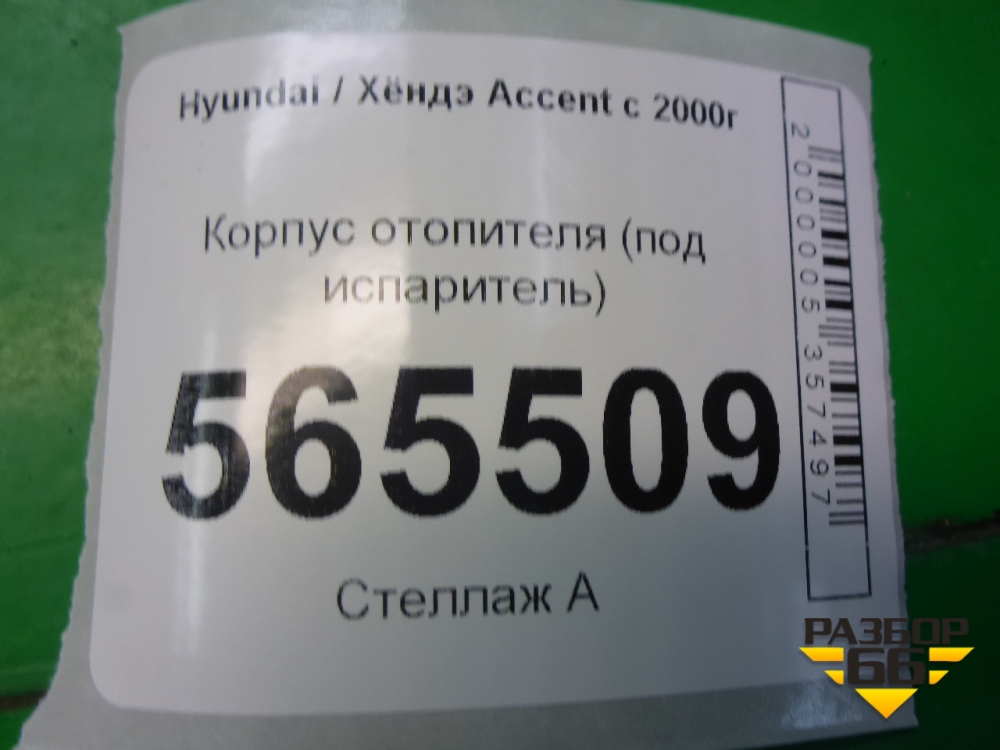 Hyundai / Хёндэ Accent с 2000г
Корпус отопителя (под
испаритель)
565509
Стеллаж А
2000005357497
РАЗБОР
66